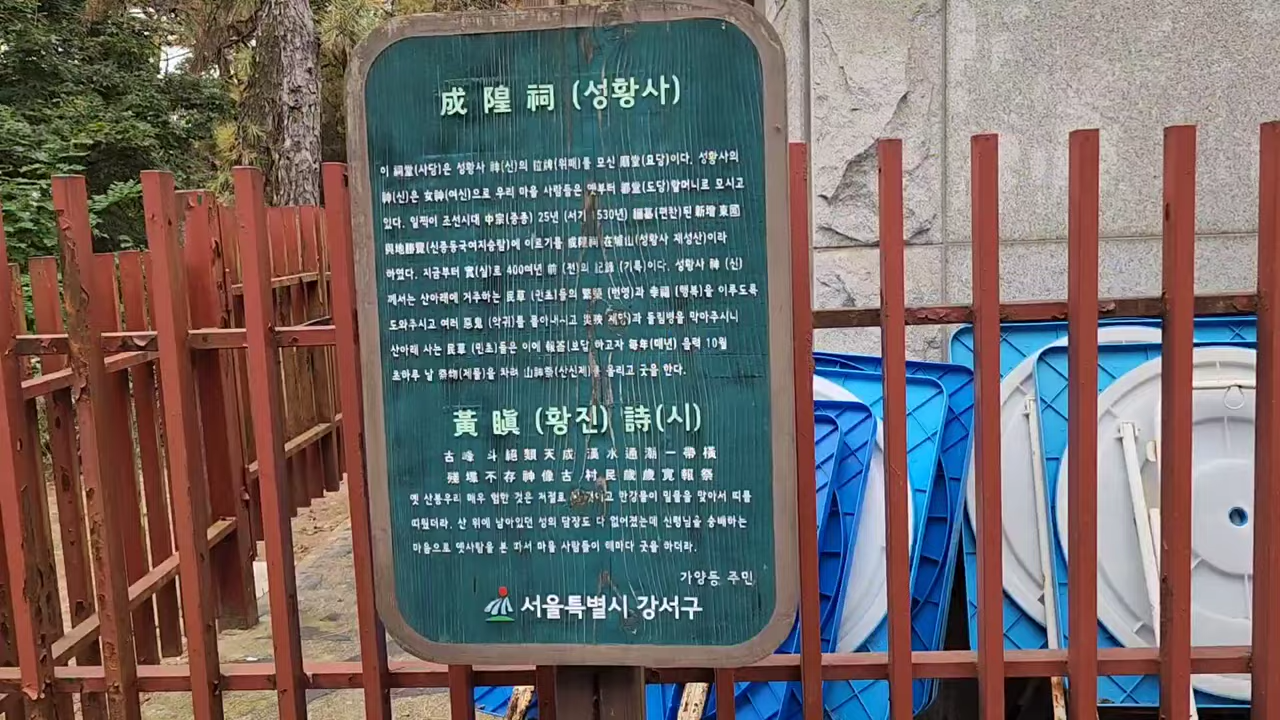 成隍祠 (성황사)
이 祠堂(사당)은 성황사 神(신)의 位牌(위패)를 모신 廟堂(묘당)이다. 성황사의
神(신)은 女神(여신)으로 우리 마을 사람들은 옛부터 都堂(도당)할머니로 모시고
있다. 일찍이 조선시대 中宗(중종) 25년 (서기 1530년) 編纂(편찬)된 新增 東國
輿地勝覽(신증동국여지승람)에 이르기를 成隍祠 在城山(성황사 재성산)이라
하였다. 지금부터 實(실)로 400여년 前 (전)의 記錄 (기록)이다. 성황사 神 (신)
께서는 산아래에 거주하는 民草 (민초)들의 繁榮 (번영)과 幸福 (행복)을 이루도록
도와주시고 여러 惡鬼 (악귀)를 몰아내~고 災殃 (재앙)과 돌림병을 막아주시니
산아래 사는 民草 (민초)들은 이에 報答(보답)하고자 每年(매년) 음력 10월
초하루 날 祭物(제물)을 차려 山神祭(산신제)를 올리고 굿을 한다.
黃瞋 (황진) 詩(시)
古峰 斗絕類天成 漢水通潮一帶橫
殘堞不存神像古 村民歲歲寛報祭
옛 산봉우리 매우 험한 것은 저절로 반강물이 밀물을 맞아서 띠를
띠웠더라. 산 위에 남아있던 성의 담장도 다 없어졌는데 신령님을 숭배하는
마음으로 옛사람을 본 따서 마을 사람들이 해마다 굿을 하더라.
가양동 주민
서울특별시 강서구